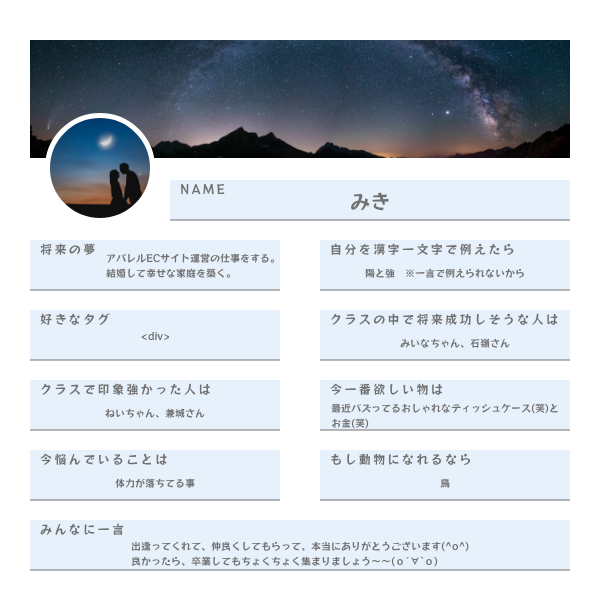 NAME
みき
将来の夢
アパレルECサイト運営の仕事をする。
結婚して幸せな家庭を築く。
自分を漢字一文字で例えたら
陽と強　※一言で例えられないから
好きなタグ
<div>
クラスの中で将来成功しそうな人は
みいなちゃん、石嶺さん
クラスで印象強かった人は
ねいちゃん、兼城さん
今一番欲しい物は
最近バズってるおしゃれなティッシュケース(笑)と
お金(笑)
今悩んでいることは
体力が落ちてる事
もし動物になれるなら
鳥
みんなに一言
出逢ってくれて、仲良くしてもらって、本当にありがとうございます(^o^)
良かったら、卒業してもちょくちょく集まりましょう～～(ｏ´∀`ｏ)